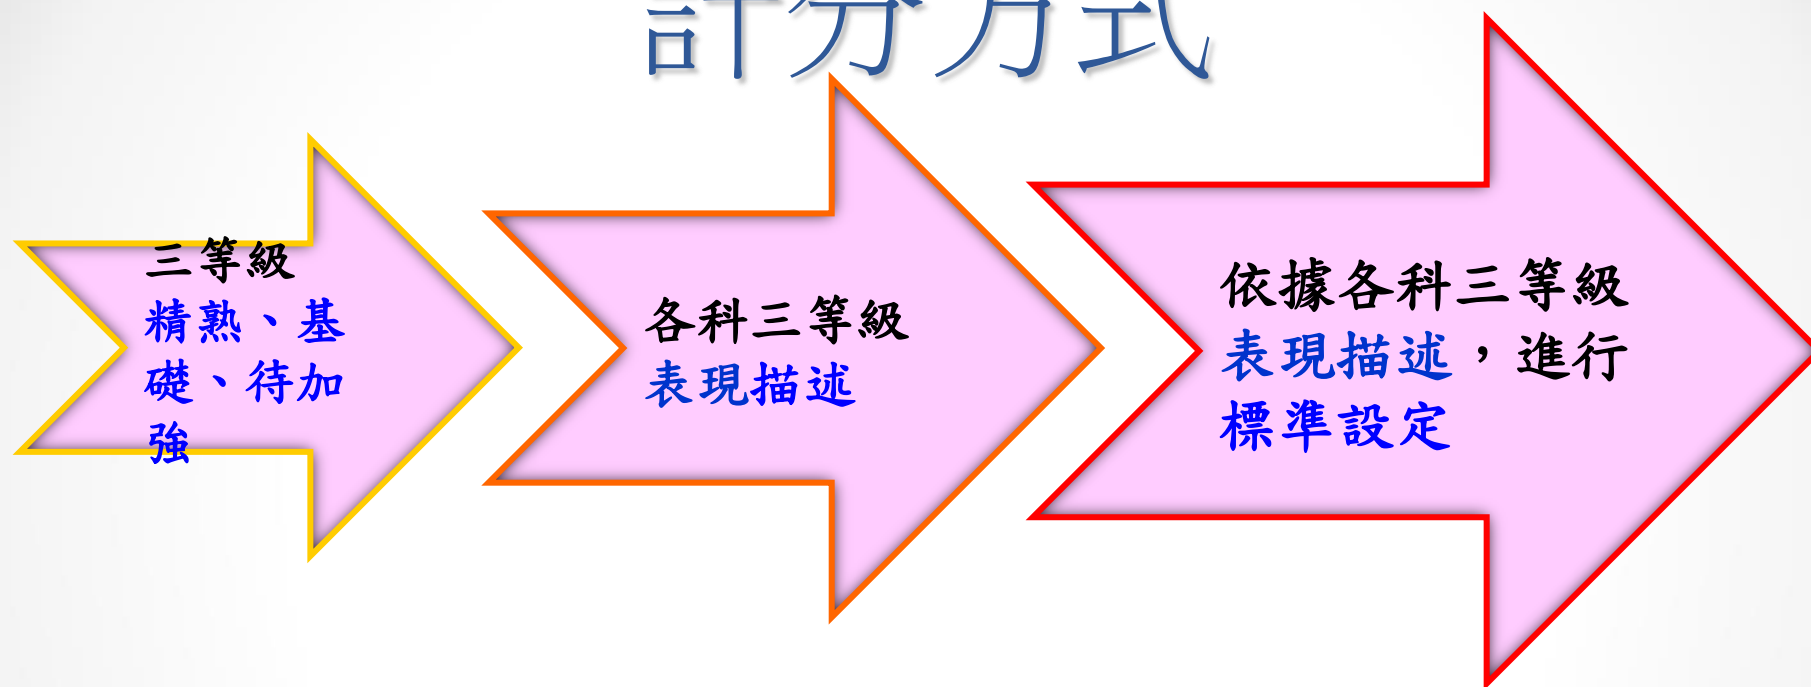 計分方式
三等級
精熟、基
礎、待加
強
各科三等級
表現描述
依據各科三等級
表現描述，進行
標準設定